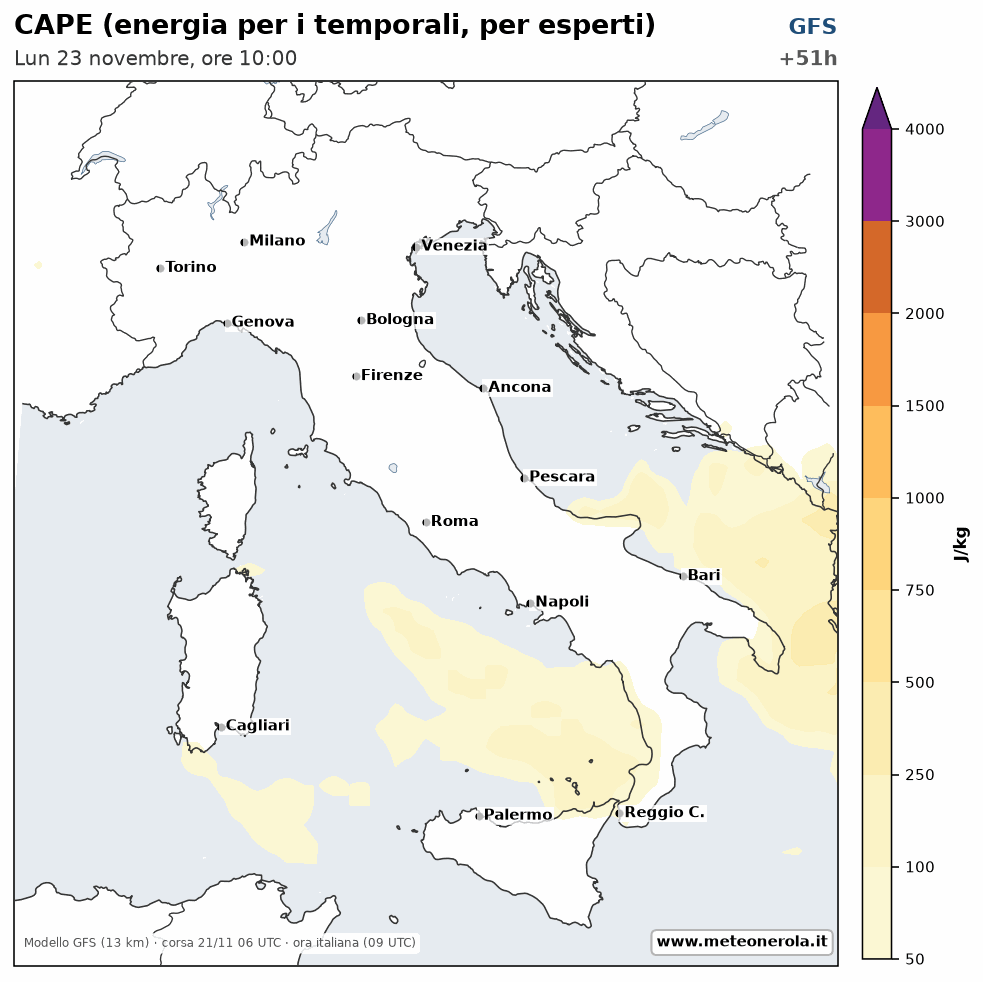 CAPE (energia per i temporali, per esperti)
GFS
Lun 23 novembre, ore 10:00
+51h
4000
3000
2000
1500
1000
750
500
250
100
50
J/kg
Milano
Venezia
Torino
Genova
Bologna
Firenze
Ancona
Pescara
Roma
Bari
Napoli
Cagliari
Palermo
Reggio C.
Modello GFS (13 km) · corsa 21/11 06 UTC · ora italiana (09 UTC)
www.meteonerola.it